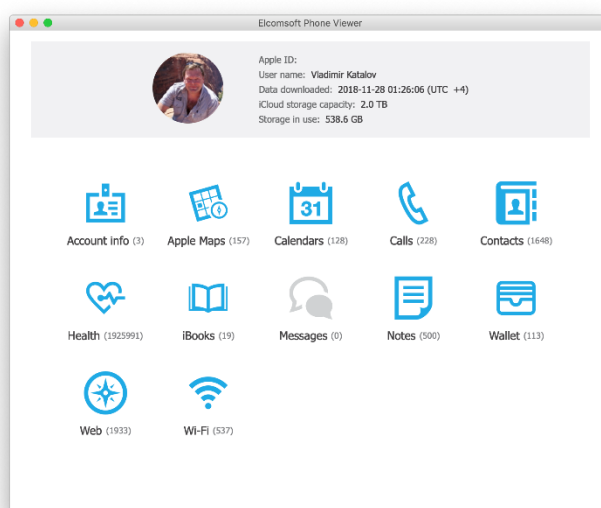 Elcomsoft Phone Viewer
Apple ID:
User name: Vladimir Katalov
Data downloaded: 2018-11-28 01:26:06 (UTC +4)
iCloud storage capacity: 2.0 TB
Storage in use: 538.6 GB
31
Account info (3) Apple Maps (157) Calendars (128) Calls (228) Contacts (1648)
Health (1925991) iBooks (19) Messages (0) Notes (500) Wallet (113)
Web (1933) Wi-Fi (537)